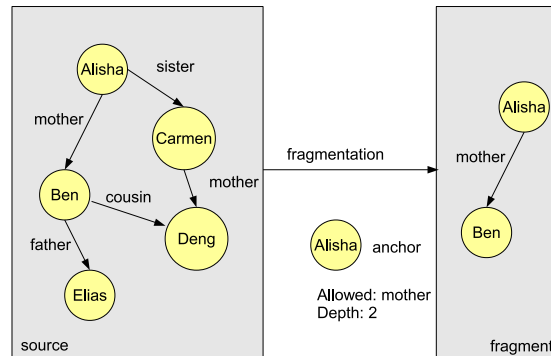 Alisha
sister
mother
Carmen
mother
Ben
cousin
Deng
father
Elias
source
fragmentation
Alisha
anchor
Allowed: mother
Depth: 2
Alisha
mother
Ben
fragment